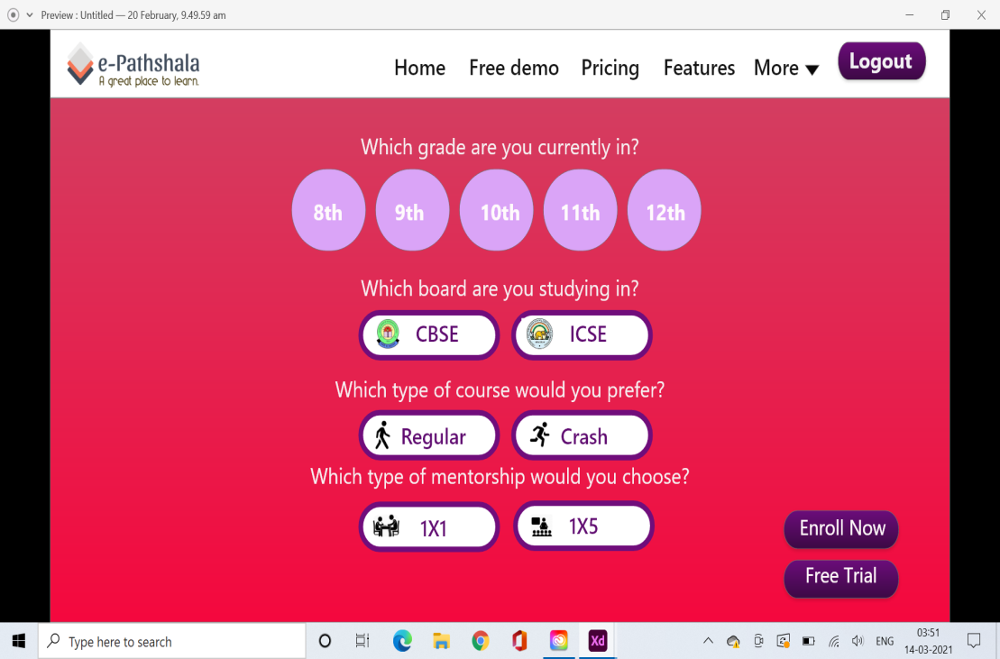 Preview : Untitled — 20 February, 9.49.59 am
e-Pathshala
A great place to learn.
Home Free demo Pricing Features More ▼ Logout
Which grade are you currently in?
8th 9th 10th 11th 12th
Which board are you studying in?
CBSE ICSE
Which type of course would you prefer?
Regular Crash
Which type of mentorship would you choose?
1X1 1X5
Enroll Now
Free Trial
Type here to search
Xd
ENG
03:51
14-03-2021